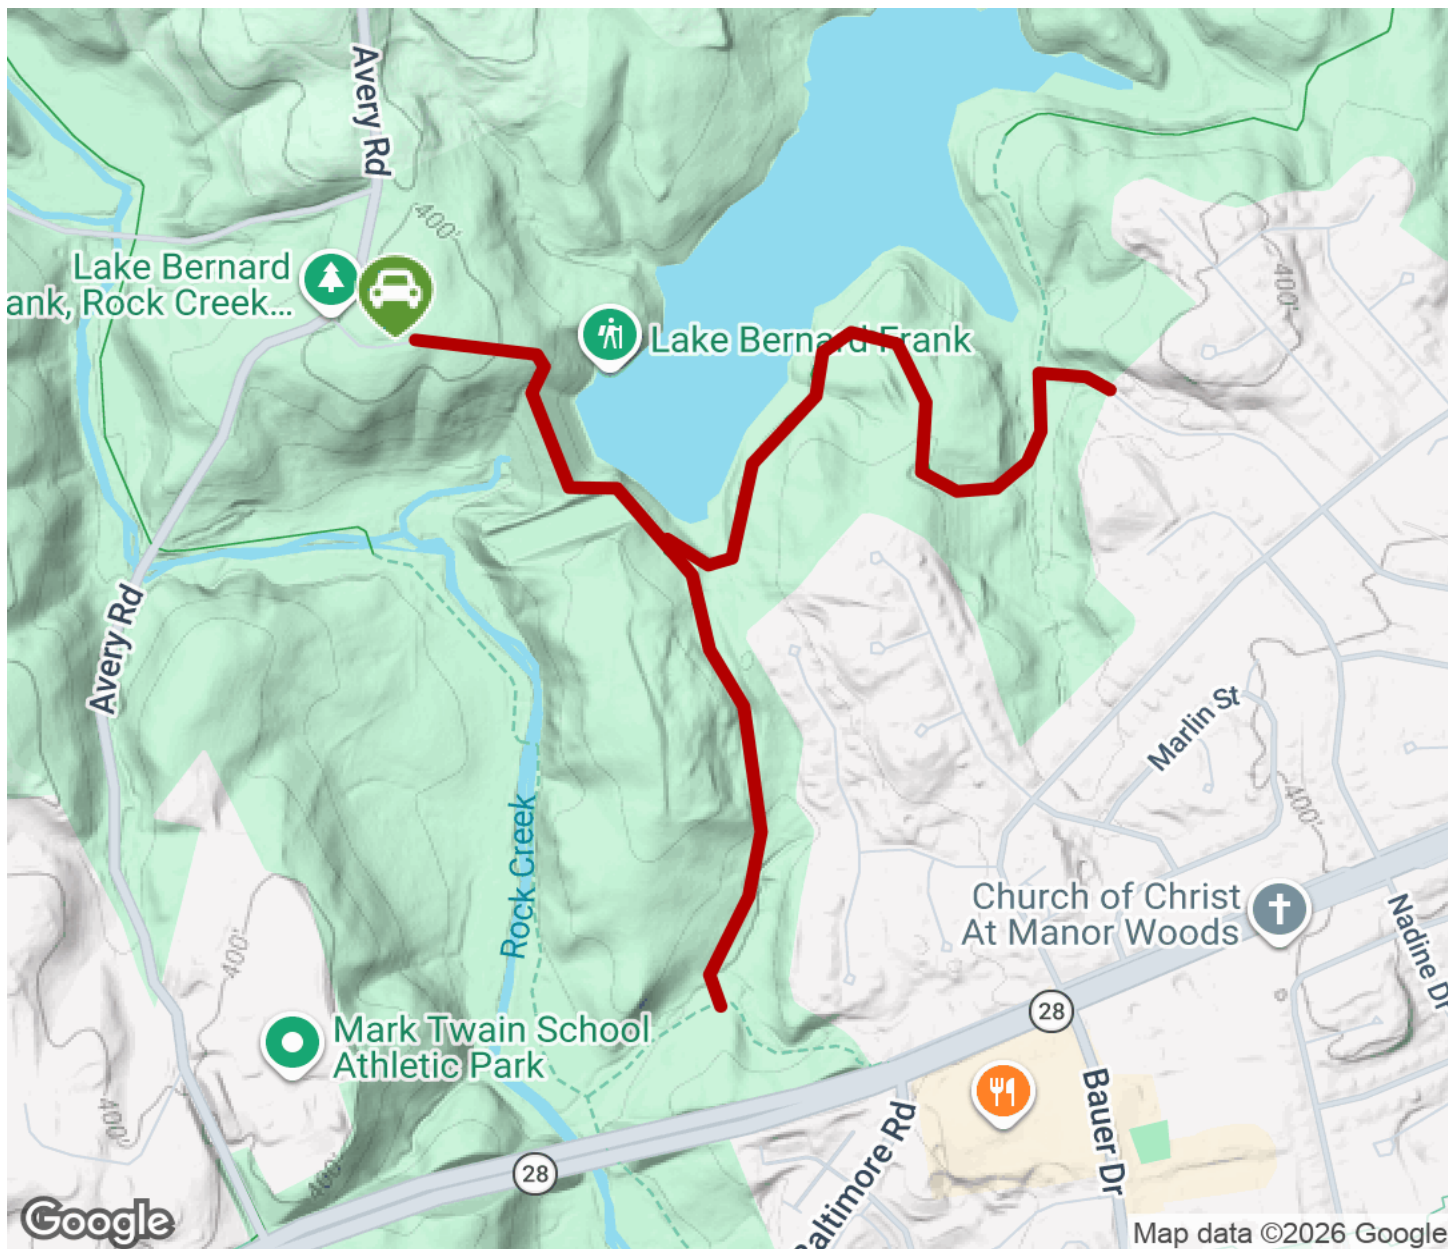 Avery Rd
400'
Lake Bernard
ank, Rock Creek...
Lake Bernard Frank
400'
Avery Rd
Marlin St
400'
Rock Creek
Church of Christ
At Manor Woods
Nadine Dr
400'
28
Mark Twain School
Athletic Park
Bauer Dr
400'
Baltimore Rd
400'
28
Google
Map data ©2026 Google